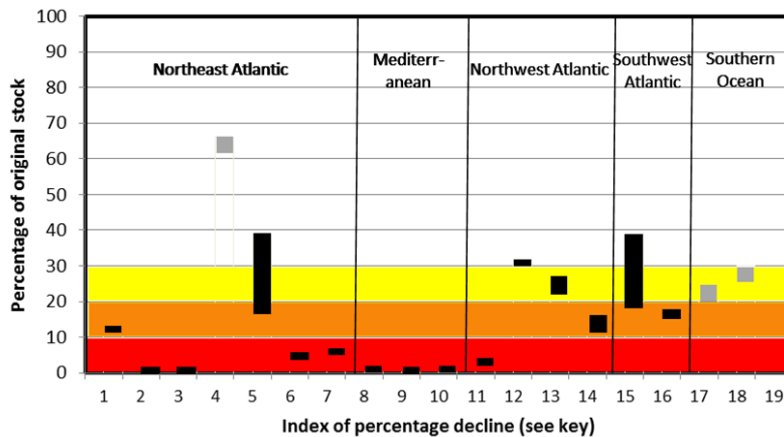 100
90
80
70
60
50
40
30
20
10
0
Percentage of original stock
Northeast Atlantic
Mediterr-
anean
Northwest Atlantic
Southwest
Atlantic
Southern
Ocean
1 2 3 4 5 6 7 8 9 10 11 12 13 14 15 16 17 18 19
Index of percentage decline (see key)